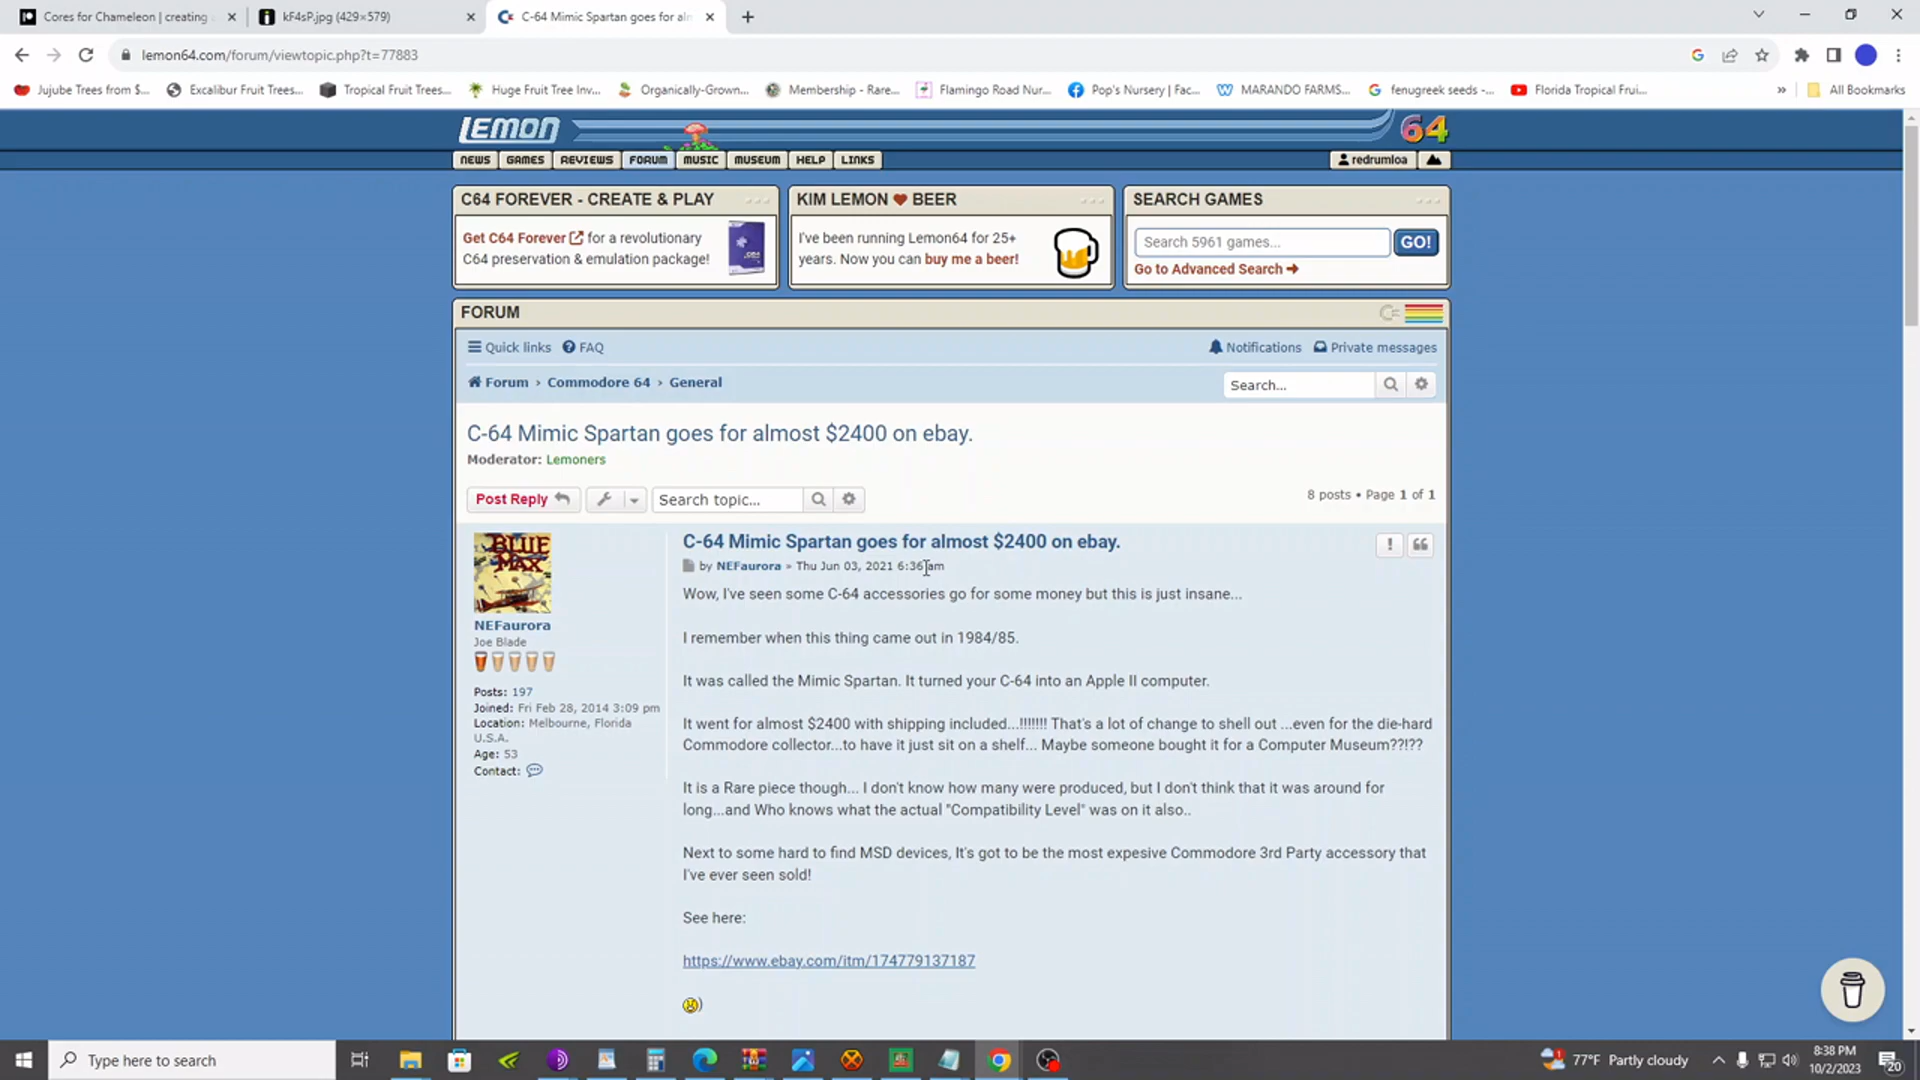 Cores for Chameleon | creating
kF4sP.jpg (429×579)
C-64 Mimic Spartan goes for alm
lemon64.com/forum/viewtopic.php?t=77883
Jujube Trees from $...
Excalibur Fruit Trees...
Tropical Fruit Trees...
Huge Fruit Tree Inv...
Organically-Grown...
Membership - Rare...
Flamingo Road Nur...
Pop's Nursery | Fac...
MARANDO FARMS...
fenugreek seeds -...
Florida Tropical Frui...
» All Bookmarks
LEMON 64
NEWS GAMES REVIEWS FORUM MUSIC MUSEUM HELP LINKS
redrumloa
C64 FOREVER - CREATE & PLAY
Get C64 Forever for a revolutionary
C64 preservation & emulation package!
KIM LEMON ❤ BEER
I've been running Lemon64 for 25+
years. Now you can buy me a beer!
SEARCH GAMES
Search 5961 games... GO!
Go to Advanced Search
FORUM
Quick links FAQ
Notifications Private messages
Forum › Commodore 64 › General
Search...
C-64 Mimic Spartan goes for almost $2400 on ebay.
Moderator: Lemoners
Post Reply Search topic...
8 posts • Page 1 of 1
BLUE
MAX
NEFaurora
Joe Blade
Posts: 197
Joined: Fri Feb 28, 2014 3:09 pm
Location: Melbourne, Florida
U.S.A.
Age: 53
Contact:
C-64 Mimic Spartan goes for almost $2400 on ebay.
by NEFaurora » Thu Jun 03, 2021 6:36 am
Wow, I've seen some C-64 accessories go for some money but this is just insane...
I remember when this thing came out in 1984/85.
It was called the Mimic Spartan. It turned your C-64 into an Apple II computer.
It went for almost $2400 with shipping included...!!!!!!! That's a lot of change to shell out ...even for the die-hard
Commodore collector...to have it just sit on a shelf... Maybe someone bought it for a Computer Museum??!??
It is a Rare piece though... I don't know how many were produced, but I don't think that it was around for
long...and Who knows what the actual "Compatibility Level" was on it also..
Next to some hard to find MSD devices, It's got to be the most expesive Commodore 3rd Party accessory that
I've ever seen sold!
See here:
https://www.ebay.com/itm/174779137187
)
Type here to search
77°F Partly cloudy
8:38 PM
10/2/2023
20